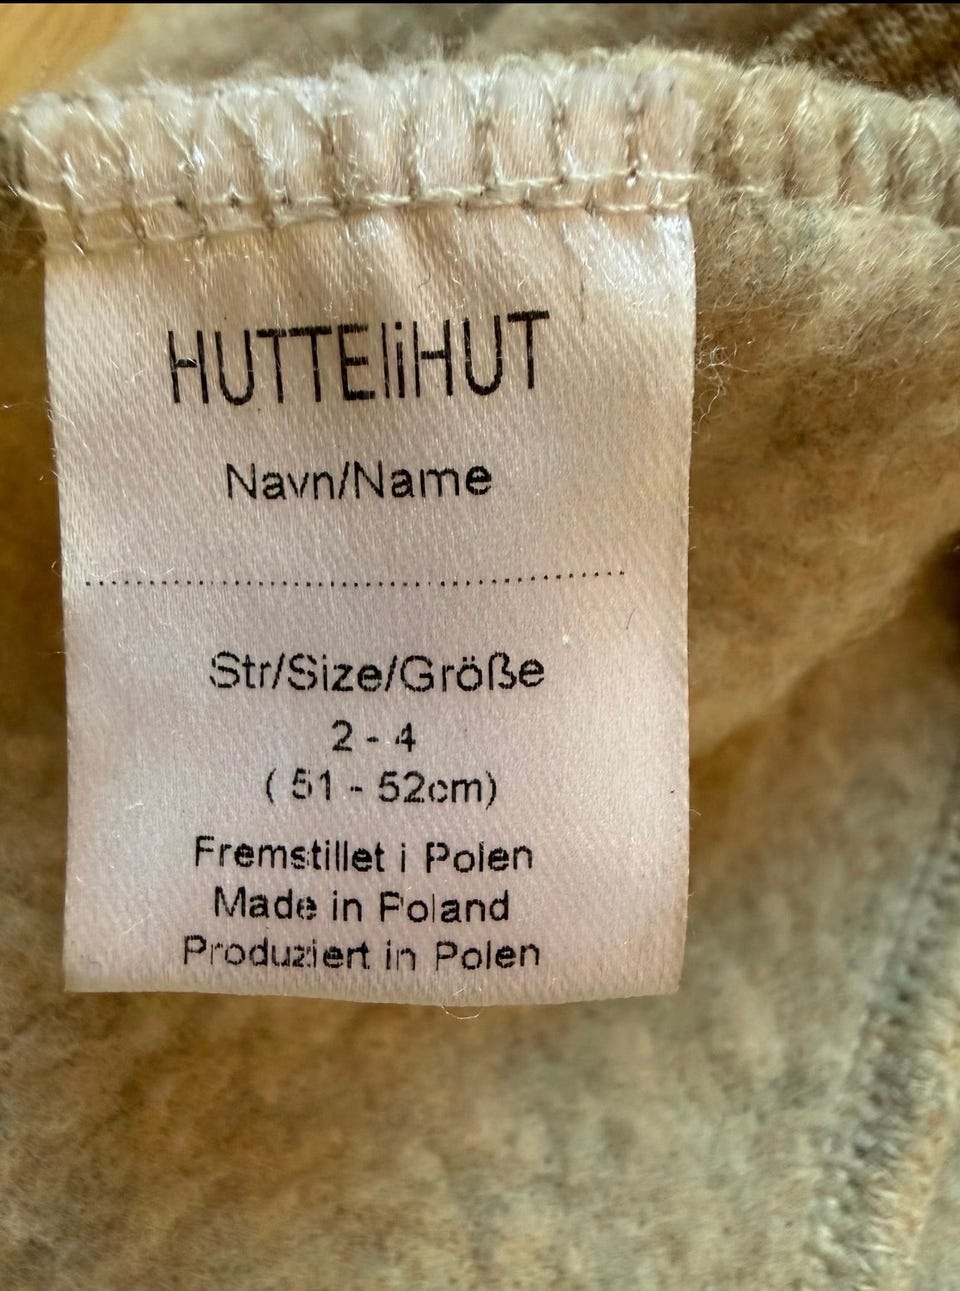 HUTTEliHUT
Navn/Name
Str/Size/Größe
2 - 4
( 51 - 52cm)
Fremstillet i Polen
Made in Poland
Produziert in Polen